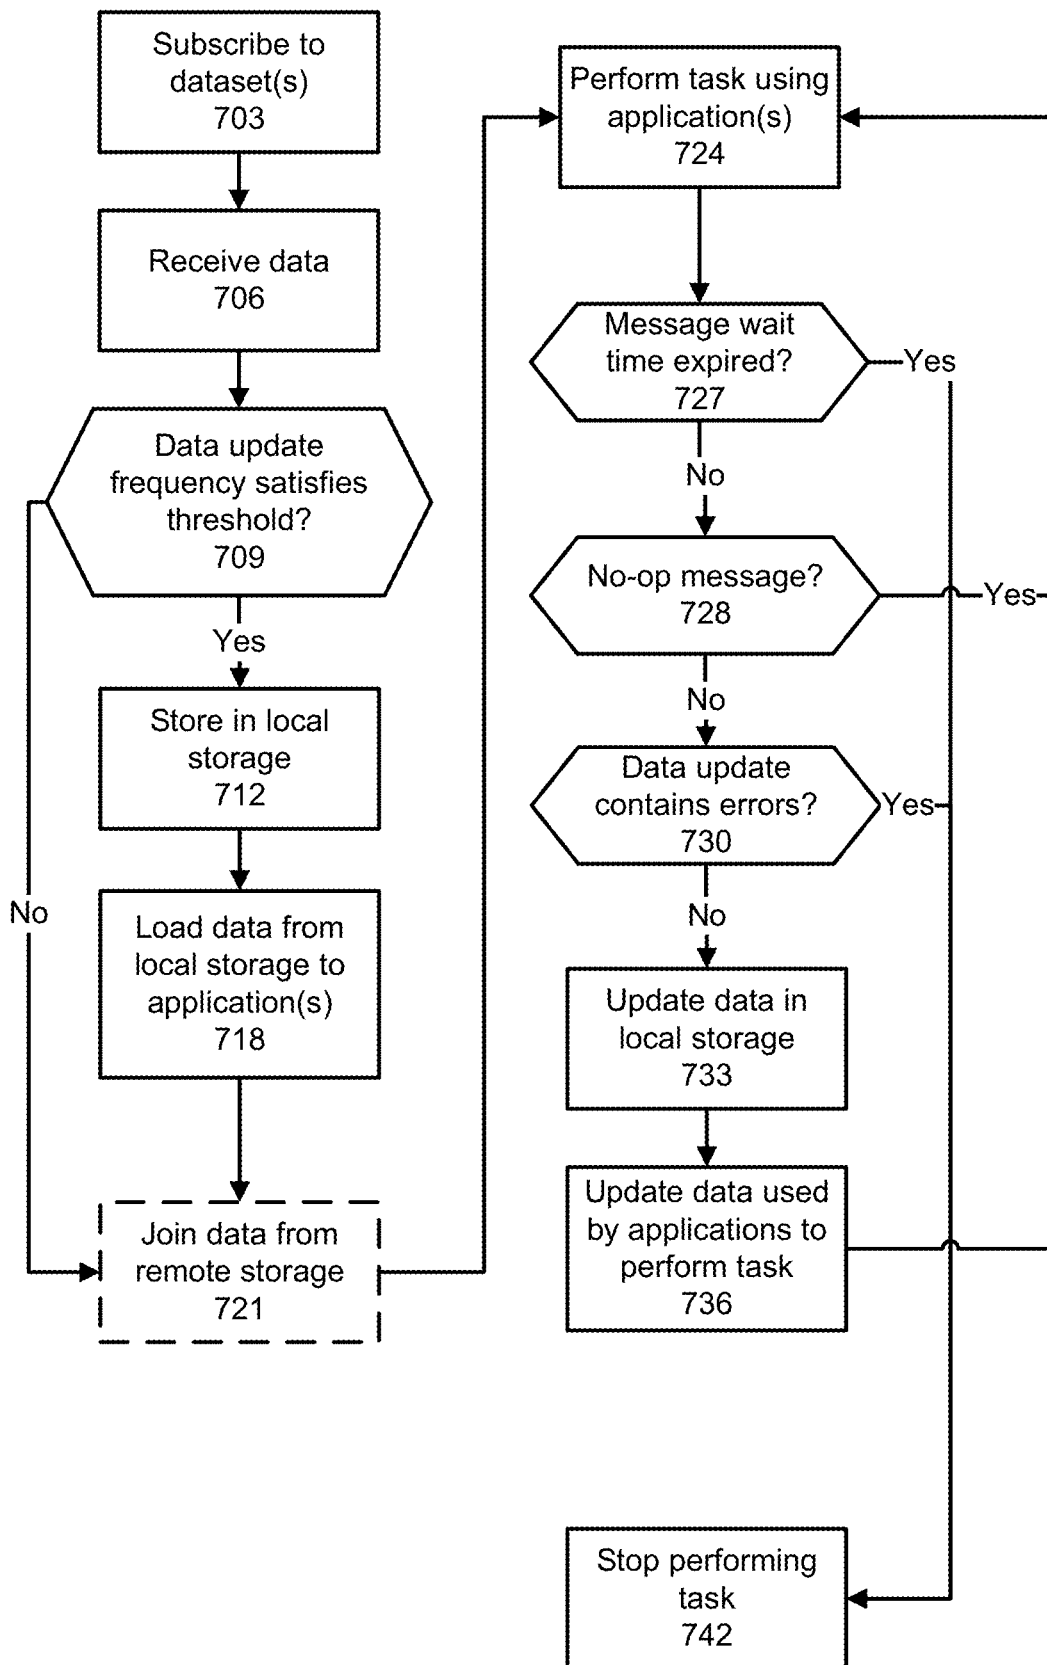 Subscribe to
dataset(s)
703
Receive data
706
Data update
frequency satisfies
threshold?
709
Yes
No
Store in local
storage
712
Load data from
local storage to
application(s)
718
Join data from
remote storage
721
Perform task using
application(s)
724
Message wait
time expired?
727
Yes
No
No-op message?
728
Yes
No
Data update
contains errors?
730
Yes
No
Update data in
local storage
733
Update data used
by applications to
perform task
736
Stop performing
task
742